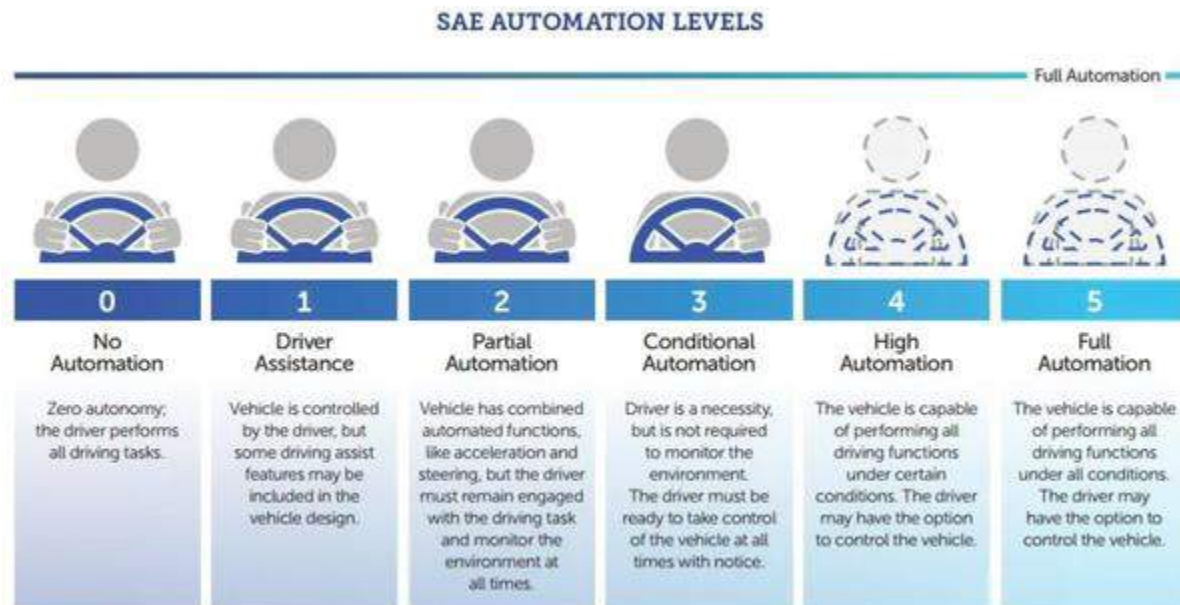 SAE AUTOMATION LEVELS
Full Automation
0
No
Automation
Zero autonomy;
the driver performs
all driving tasks.
1
Driver
Assistance
Vehicle is controlled
by the driver, but
some driving assist
features may be
included in the
vehicle design.
2
Partial
Automation
Vehicle has combined
automated functions,
like acceleration and
steering, but the driver
must remain engaged
with the driving task
and monitor the
environment at
all times.
3
Conditional
Automation
Driver is a necessity,
but is not required
to monitor the
environment.
The driver must be
ready to take control
of the vehicle at all
times with notice.
4
High
Automation
The vehicle is capable
of performing all
driving functions
under certain
conditions. The driver
may have the option
to control the vehicle.
5
Full
Automation
The vehicle is capable
of performing all
driving functions
under all conditions.
The driver may
have the option to
control the vehicle.